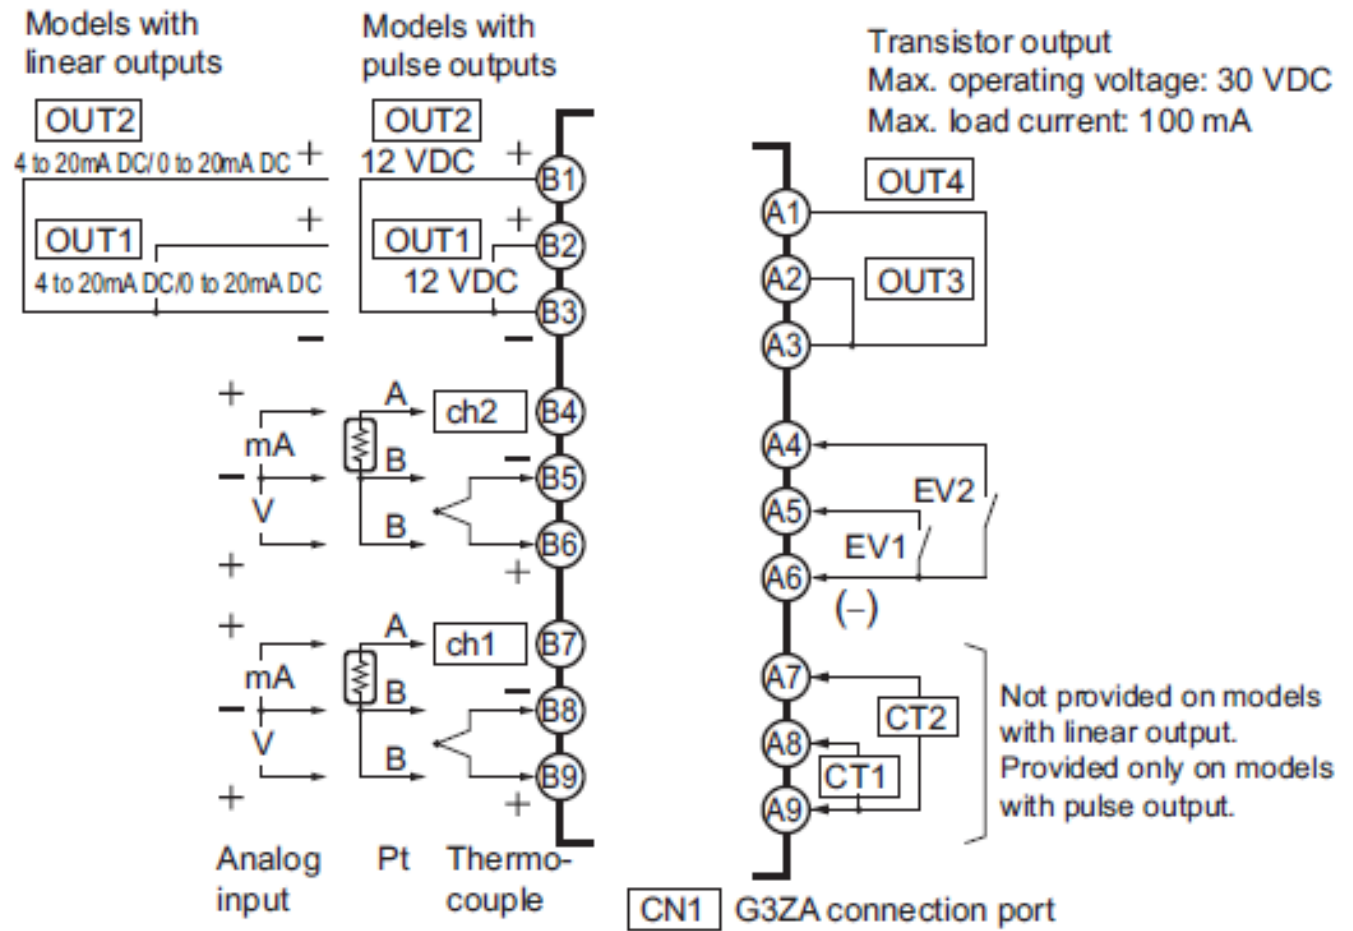 Models with
linear outputs
OUT2
+
4 to 20mA DC/ 0 to 20mA DC
OUT1
+
4 to 20mA DC/0 to 20mA DC
–
Models with
pulse outputs
OUT2
+
12 VDC
B1
OUT1
+
B2
12 VDC
B3
–
Transistor output
Max. operating voltage: 30 VDC
Max. load current: 100 mA
OUT4
A1
A2
OUT3
A3
+
A
ch2
B4
mA
B
–
–
B5
V
B
B6
+
+
A4
EV2
A5
EV1
A6
(–)
+
A
ch1
B7
mA
B
–
–
B8
V
B
B9
+
+
A7
CT2
A8
CT1
A9
Not provided on models
with linear output.
Provided only on models
with pulse output.
Analog
input
Pt
Thermo-
couple
CN1
G3ZA connection port